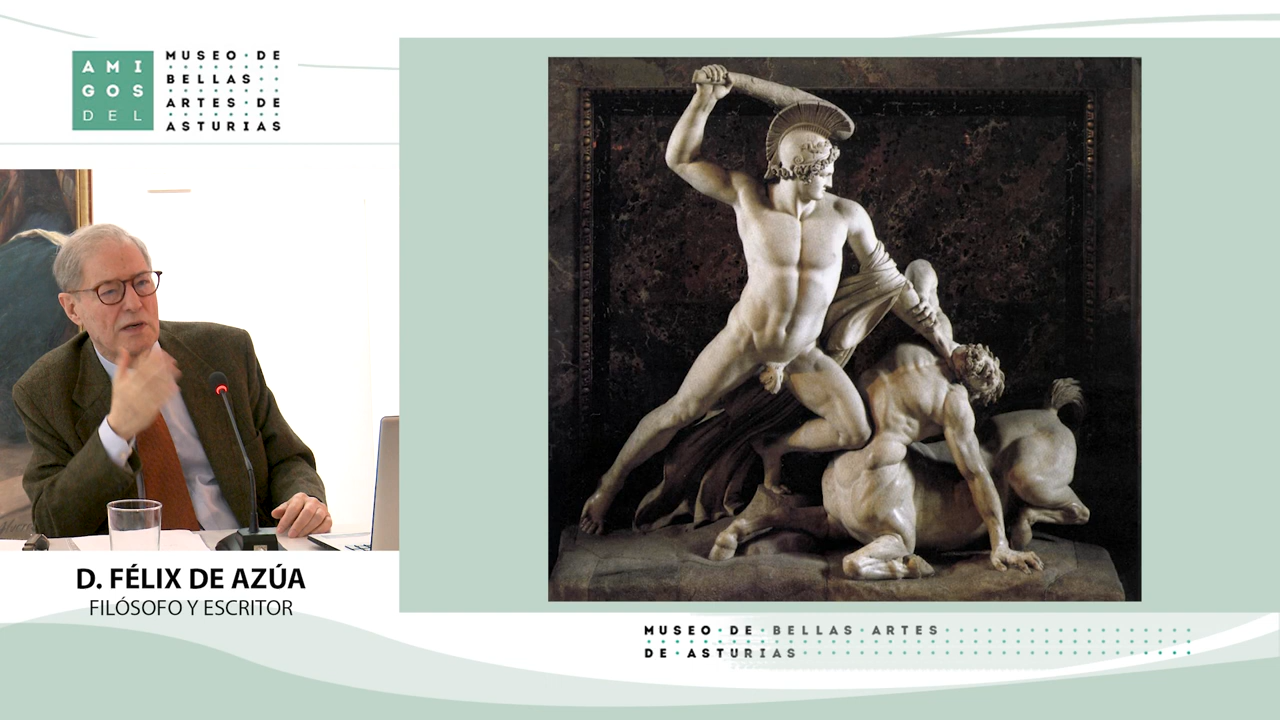 AMI
GOS
DEL
MUSEO·DE
BELLAS
ARTES·DE
ASTURIAS
D. FÉLIX DE AZÚA
FILÓSOFO Y ESCRITOR
MUSEO·DE·BELLAS·ARTES
DE·ASTURIAS